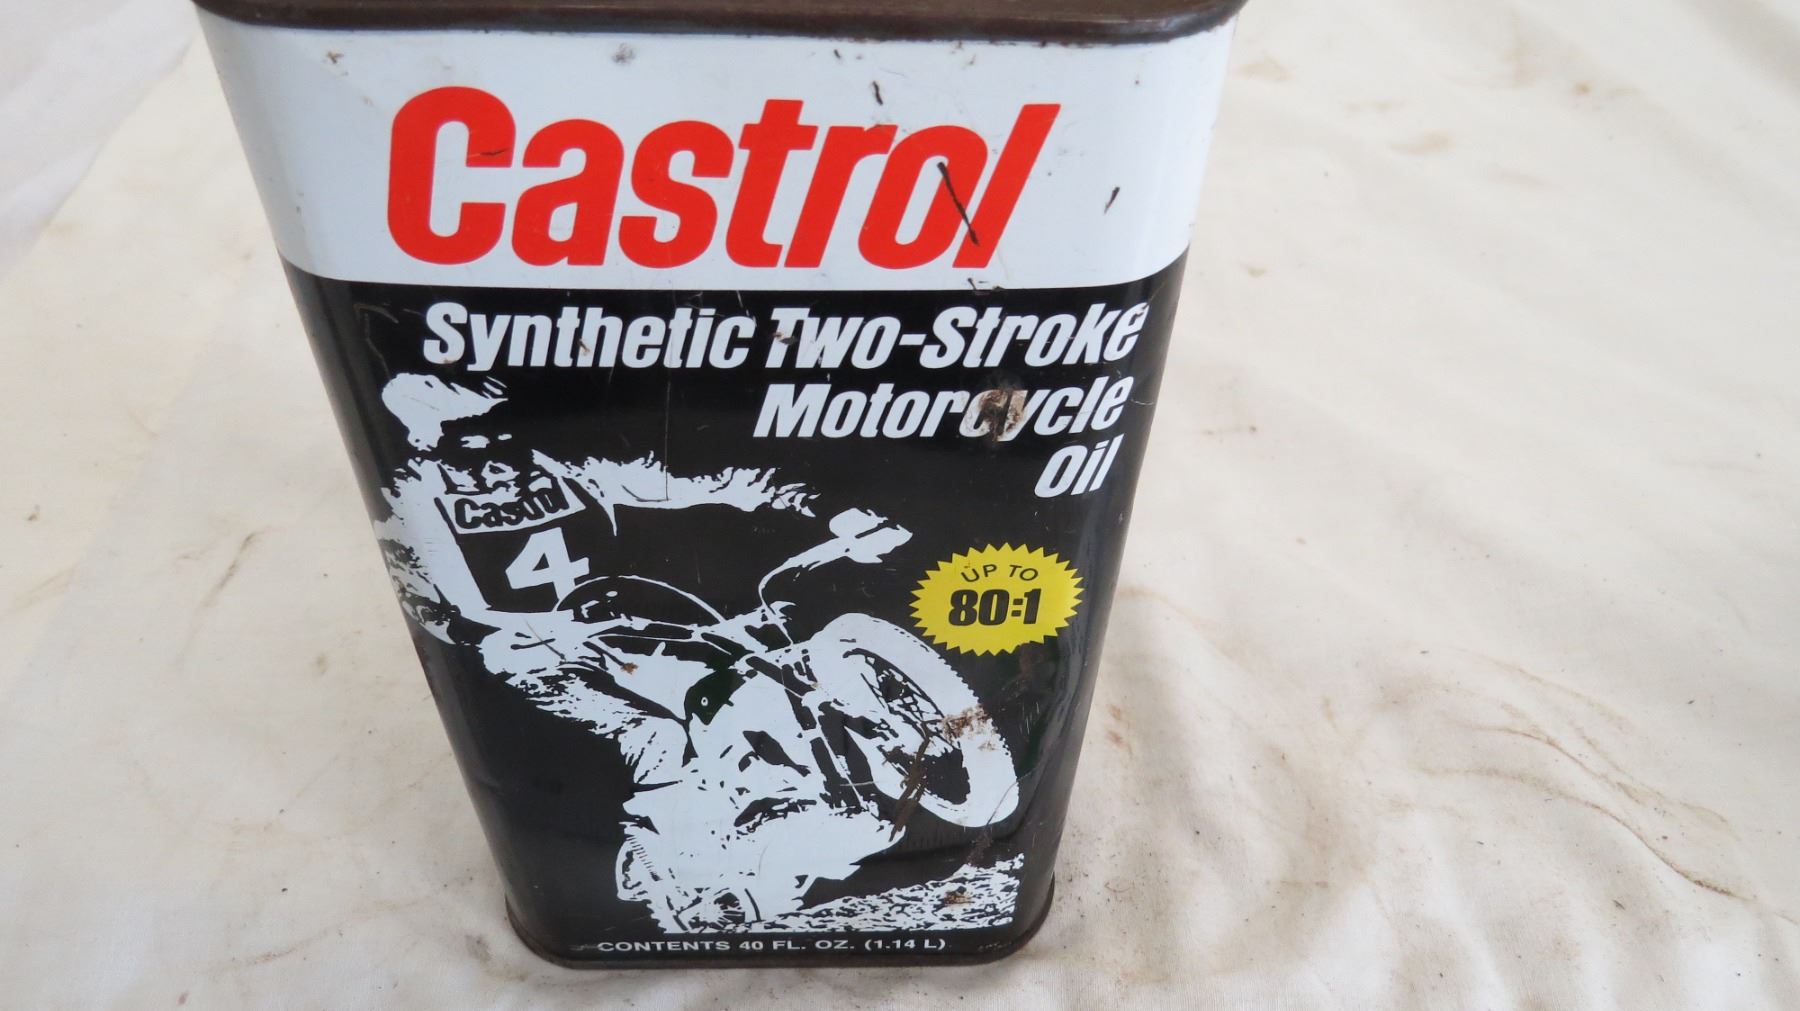 Castrol
Synthetic Two-Stroke
Motorcycle
Oil
Castrol
4
UP TO
80:1
CONTENTS 40 FL. OZ. (1.14 L)